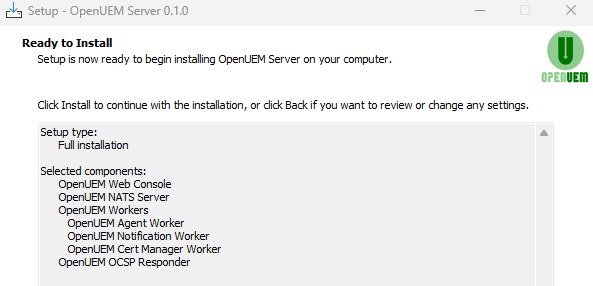 Setup - OpenUEM Server 0.1.0
Ready to Install
Setup is now ready to begin installing OpenUEM Server on your computer.
OPENUEM
Click Install to continue with the installation, or click Back if you want to review or change any settings.
Setup type:
Full installation
Selected components:
OpenUEM Web Console
OpenUEM NATS Server
OpenUEM Workers
OpenUEM Agent Worker
OpenUEM Notification Worker
OpenUEM Cert Manager Worker
OpenUEM OCSP Responder